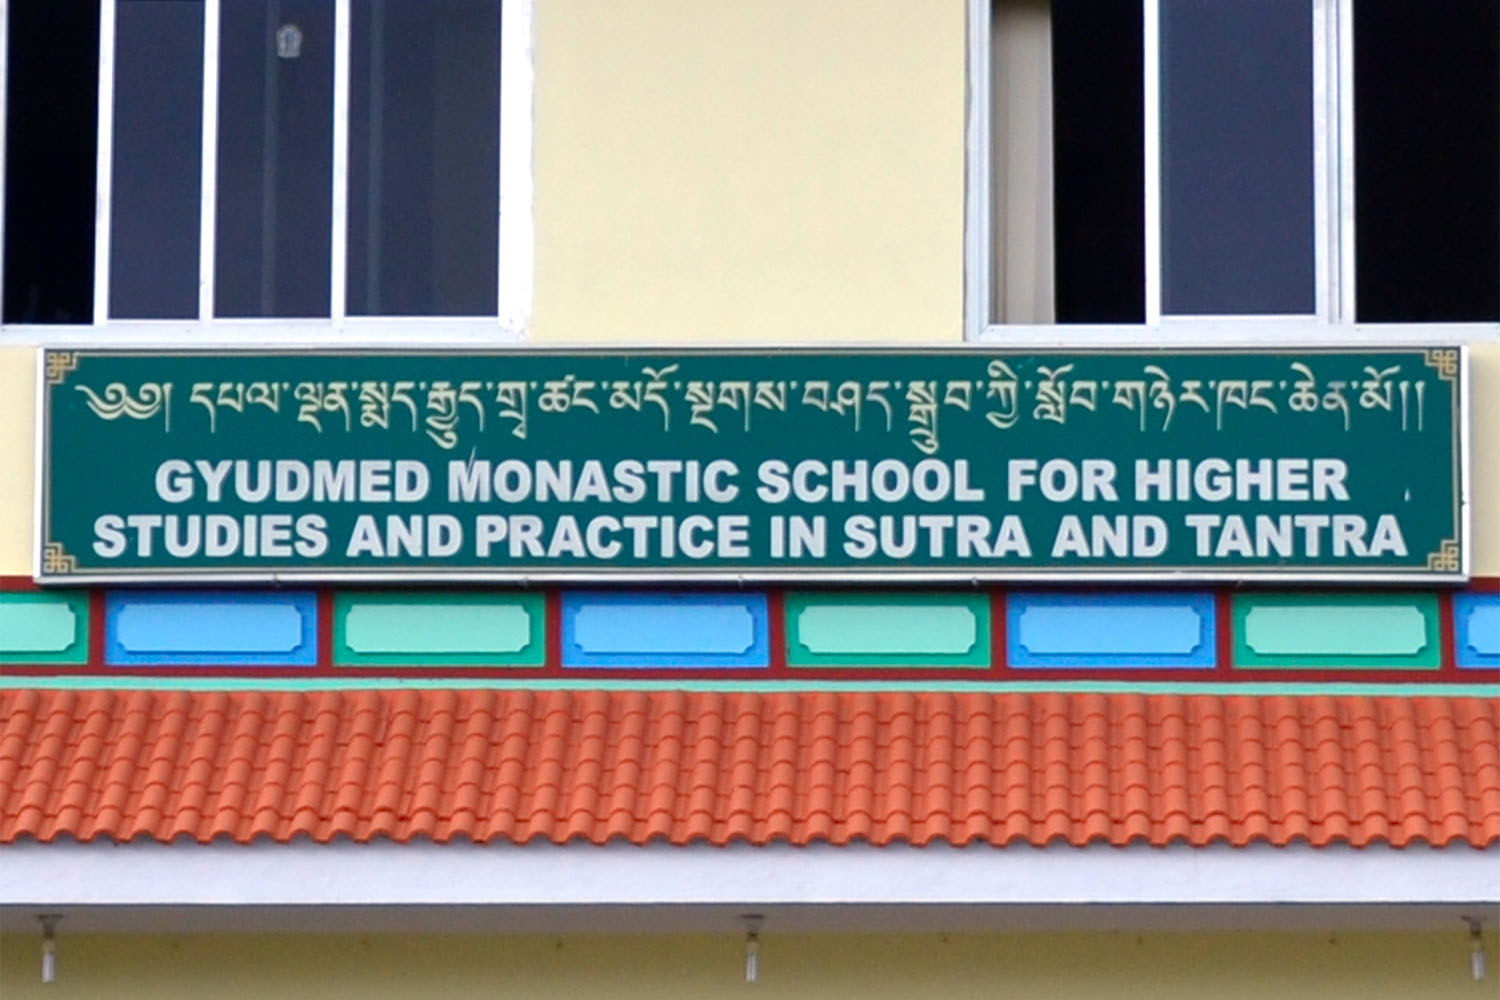 ༄༅། དཔལ་ལྡན་སྨད་རྒྱུད་གྲྭ་ཚང་མདོ་སྔགས་བཤད་སྒྲུབ་ཀྱི་སློབ་གཉེར་ཁང་ཆེན་མོ།།
GYUDMED MONASTIC SCHOOL FOR HIGHER
STUDIES AND PRACTICE IN SUTRA AND TANTRA